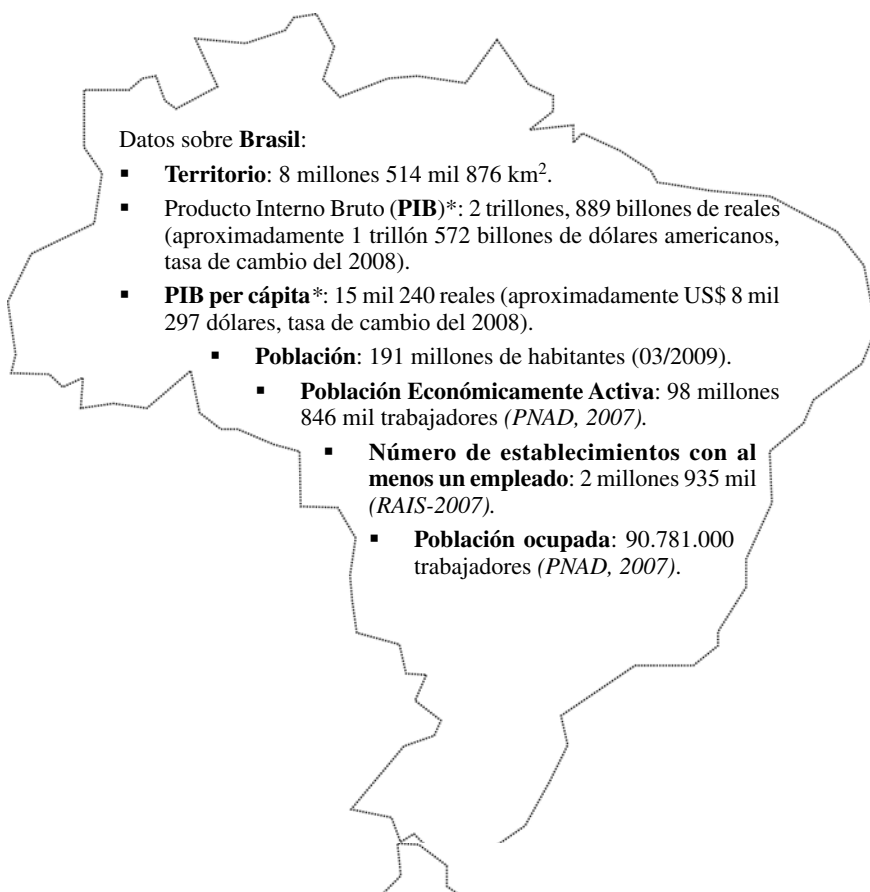 Datos sobre Brasil:
▪ Territorio: 8 millones 514 mil 876 km².
▪ Producto Interno Bruto (PIB)*: 2 trillones, 889 billones de reales
(aproximadamente 1 trillón 572 billones de dólares americanos,
tasa de cambio del 2008).
▪ PIB per cápita*: 15 mil 240 reales (aproximadamente US$ 8 mil
297 dólares, tasa de cambio del 2008).
▪ Población: 191 millones de habitantes (03/2009).
▪ Población Económicamente Activa: 98 millones
846 mil trabajadores (PNAD, 2007).
▪ Número de establecimientos con al
menos un empleado: 2 millones 935 mil
(RAIS-2007).
▪ Población ocupada: 90.781.000
trabajadores (PNAD, 2007).